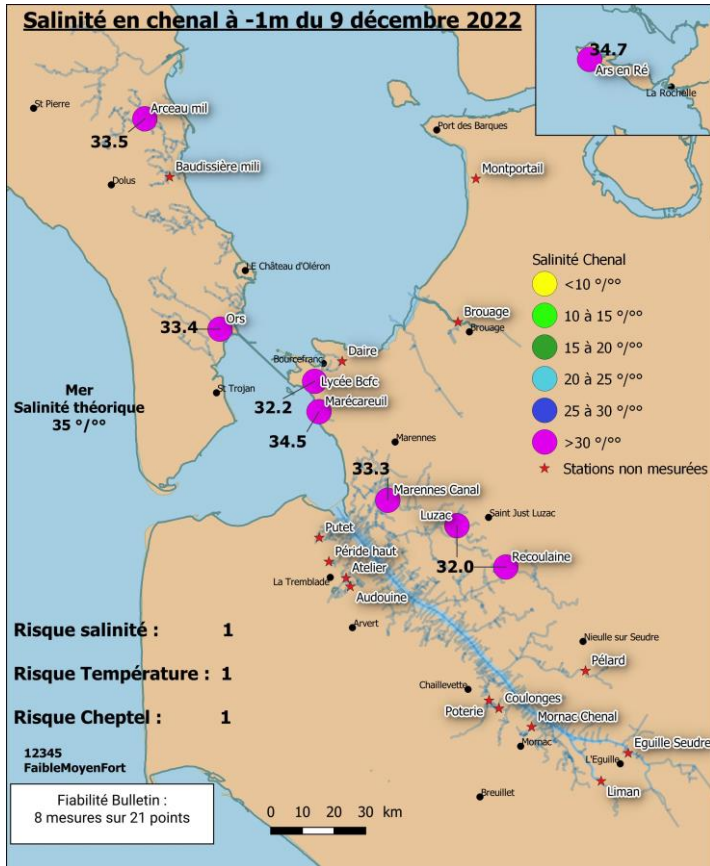 Salinité en chenal à -1m du 9 décembre 2022
34.7
Ars en Ré
La Rochelle
St Pierre
Arceau mil
33.5
Port des Barques
Baudissière mili
Dolus
Montportail
LE Château d'Oléron
Salinité Chenal
<10 °/°°
10 à 15 °/°°
15 à 20 °/°°
20 à 25 °/°°
25 à 30 °/°°
>30 °/°°
Stations non mesurées
Ors
33.4
Brouage
Brouage
Daire
Bourcefranc
Lycée Bcfc
32.2
St Trojan
Marécareuil
34.5
Mer
Salinité théorique
35 °/°°
Marennes
33.3
Marennes Canal
Luzac
Saint Just Luzac
32.0
Recoulaine
Putet
Péride haut
Atelier
La Tremblade
Audouine
Arvert
Risque salinité : 1
Risque Température : 1
Risque Cheptel : 1
12345
FaibleMoyenFort
Nieulle sur Seudre
Pélard
Chaillevette
Coulonges
Poterie
Mornac Chenal
Mornac
Eguille Seudre
L'Eguille
Liman
Breuillet
Fiabilité Bulletin :
8 mesures sur 21 points
0 10 20 30 km